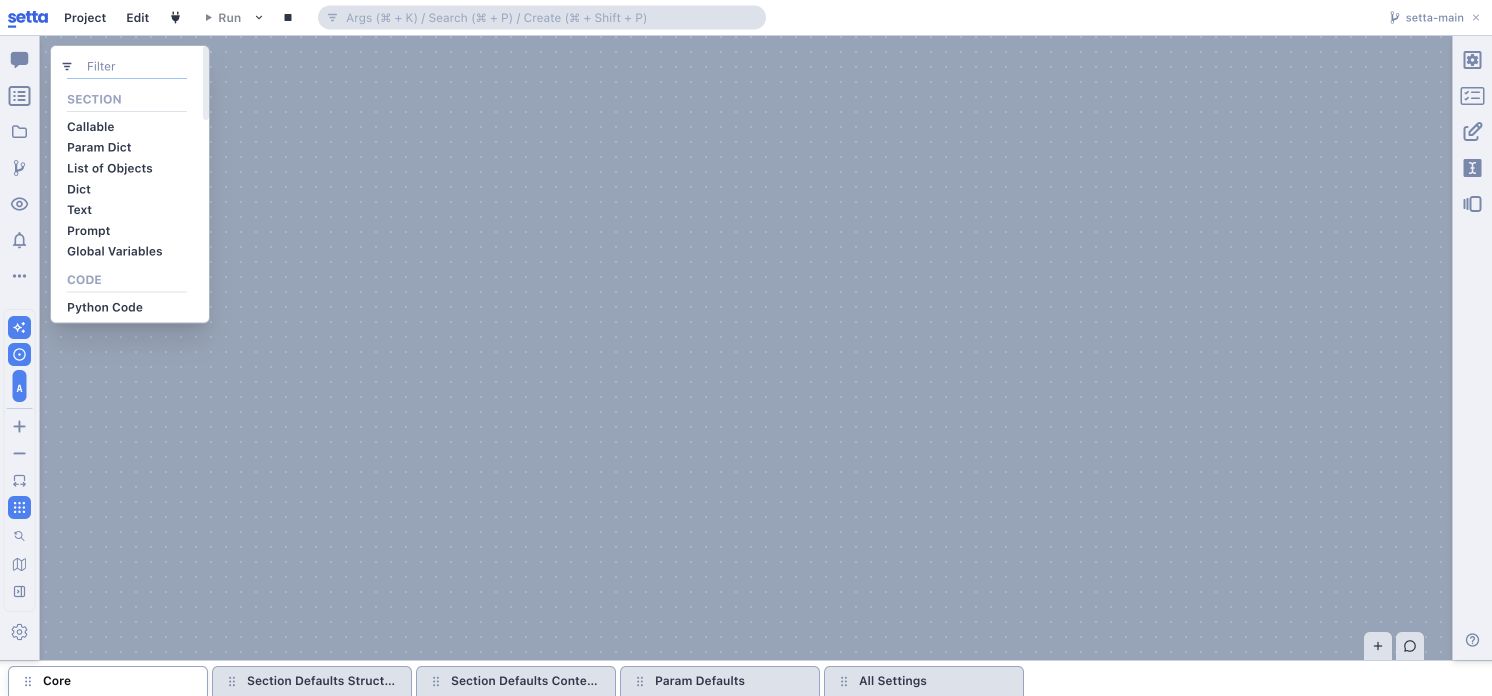 setta Project Edit Run Args (⌘ + K) / Search (⌘ + P) / Create (⌘ + Shift + P) setta-main ×
Filter
SECTION
Callable
Param Dict
List of Objects
Dict
Text
Prompt
Global Variables
CODE
Python Code
A
Core Section Defaults Struct... Section Defaults Conte... Param Defaults All Settings